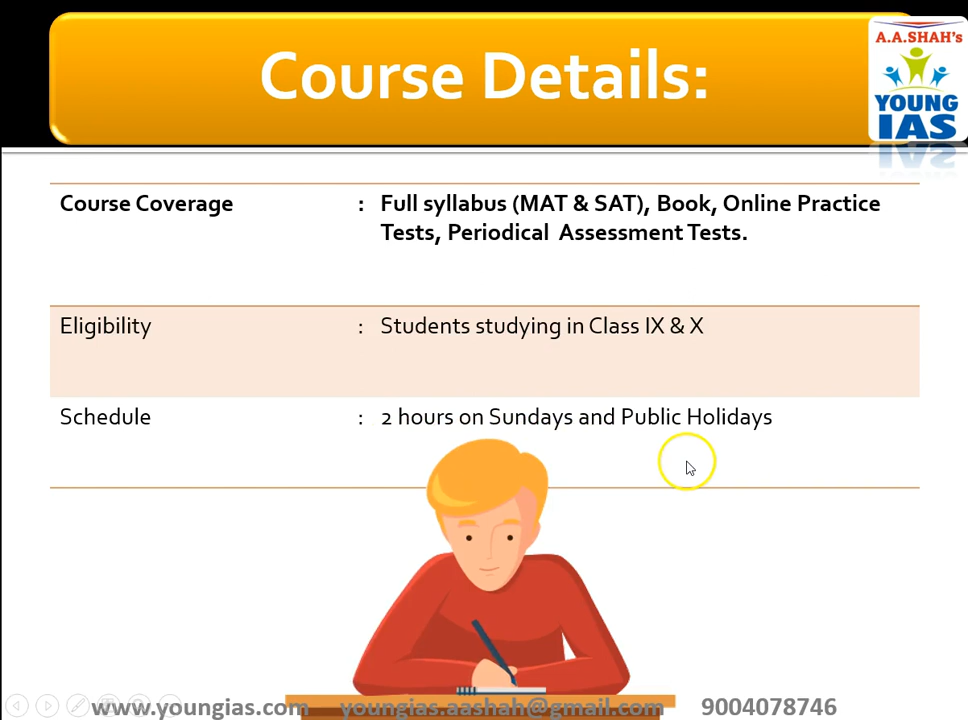 Course Details:
A.A.SHAH's
YOUNG
IAS
Course Coverage : Full syllabus (MAT & SAT), Book, Online Practice
Tests, Periodical Assessment Tests.
Eligibility : Students studying in Class IX & X
Schedule : 2 hours on Sundays and Public Holidays
www.youngias.com youngias.aashah@gmail.com 9004078746